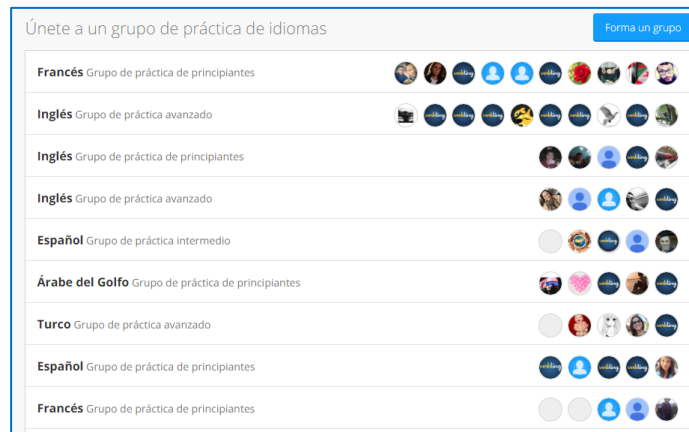 Únete a un grupo de práctica de idiomas
Forma un grupo
Francés Grupo de práctica de principiantes
Inglés Grupo de práctica avanzado
Inglés Grupo de práctica de principiantes
Inglés Grupo de práctica avanzado
Español Grupo de práctica intermedio
Árabe del Golfo Grupo de práctica de principiantes
Turco Grupo de práctica avanzado
Español Grupo de práctica de principiantes
Francés Grupo de práctica de principiantes